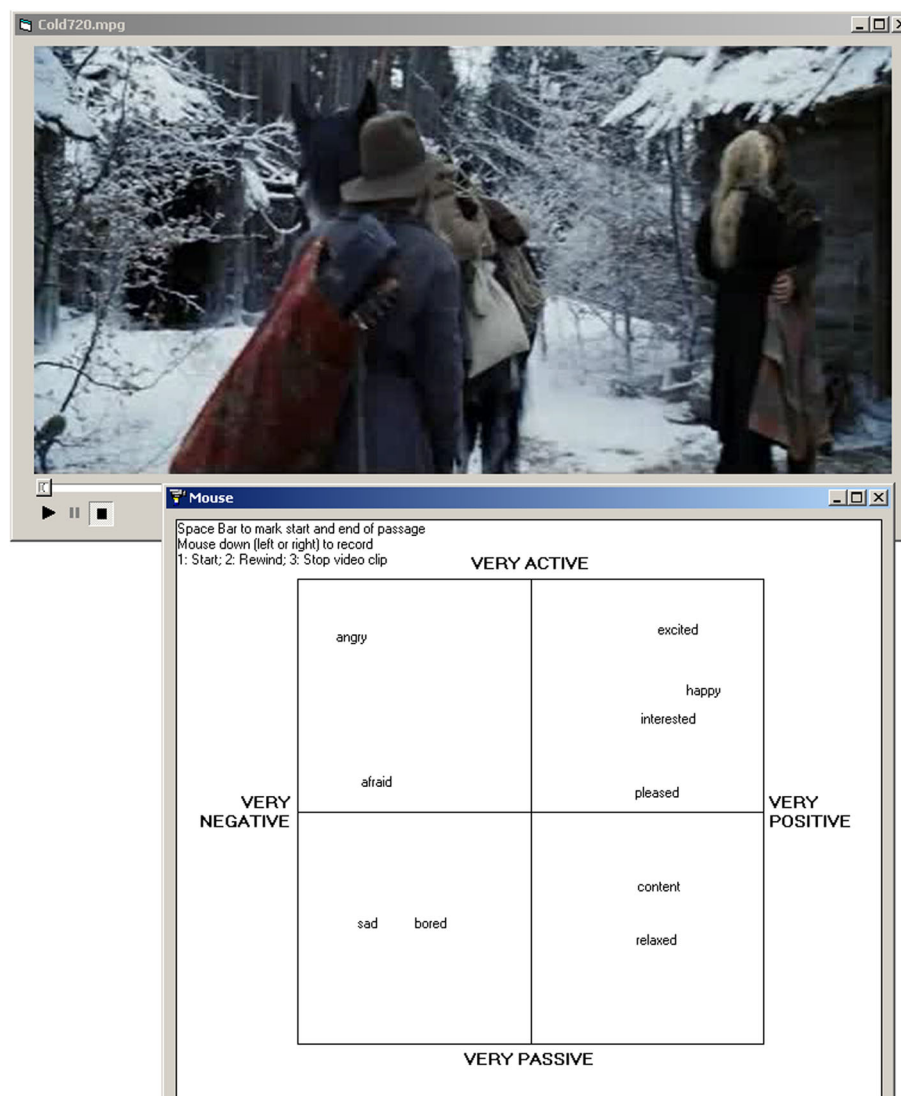 Cold720.mpg
Mouse
Space Bar to mark start and end of passage
Mouse down (left or right) to record
1: Start; 2: Rewind; 3: Stop video clip
VERY ACTIVE
angry
excited
happy
interested
afraid
pleased
VERY
NEGATIVE
VERY
POSITIVE
content
sad bored
relaxed
VERY PASSIVE